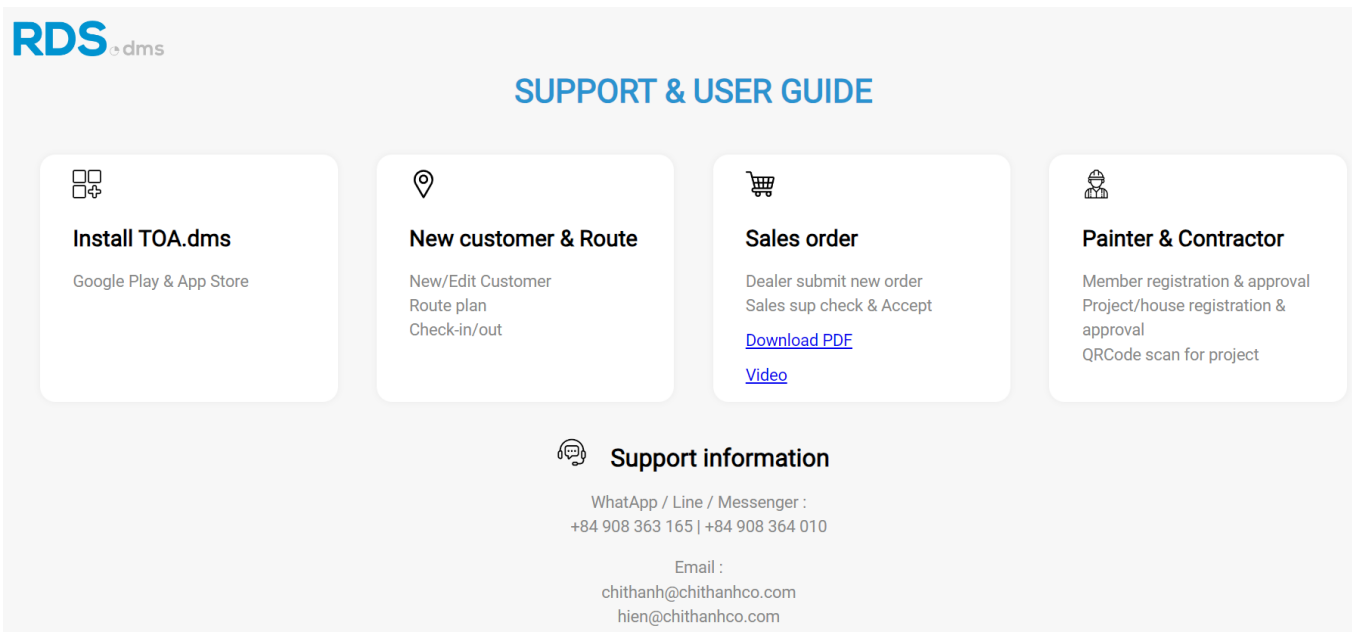 RDS.dms
SUPPORT & USER GUIDE
Install TOA.dms
Google Play & App Store
New customer & Route
New/Edit Customer
Route plan
Check-in/out
Sales order
Dealer submit new order
Sales sup check & Accept
Download PDF
Video
Painter & Contractor
Member registration & approval
Project/house registration &
approval
QRCode scan for project
Support information
WhatApp / Line / Messenger :
+84 908 363 165 | +84 908 364 010
Email :
chithanh@chithanhco.com
hien@chithanhco.com